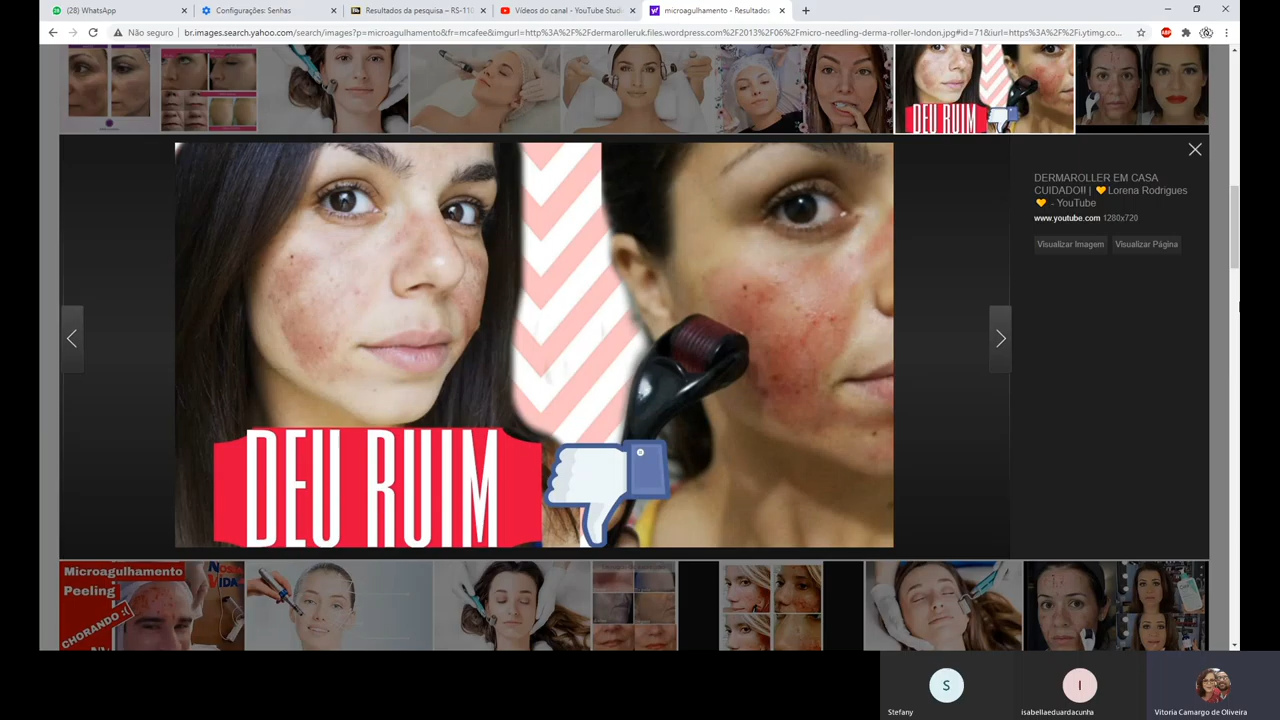 (28) WhatsApp
Configurações: Senhas
Resultados da pesquisa – RS-110
Vídeos do canal - YouTube Studi
microagulhamento - Resultados
Não seguro
br.images.search.yahoo.com/search/images?p=microagulhamento&fr=mcafee&imgurl=http%3A%2F%2Fdermarolleruk.files.wordpress.com%2F2013%2F06%2Fmicro-needling-derma-roller-london.jpg#id=71&iurl=https%3A%2F%2Fi.ytimg.co...
ABP
DEU RUIM
DERMAROLLER EM CASA
CUIDADO!! | 🧡Lorena Rodrigues
🧡 - YouTube
www.youtube.com 1280x720
Visualizar Imagem
Visualizar Página
DEU RUIM
Microagulhamento
Peeling
CHORANDO :(
S
I
Stefany
isabellaeduardacunha
Vitoria Camargo de Oliveira